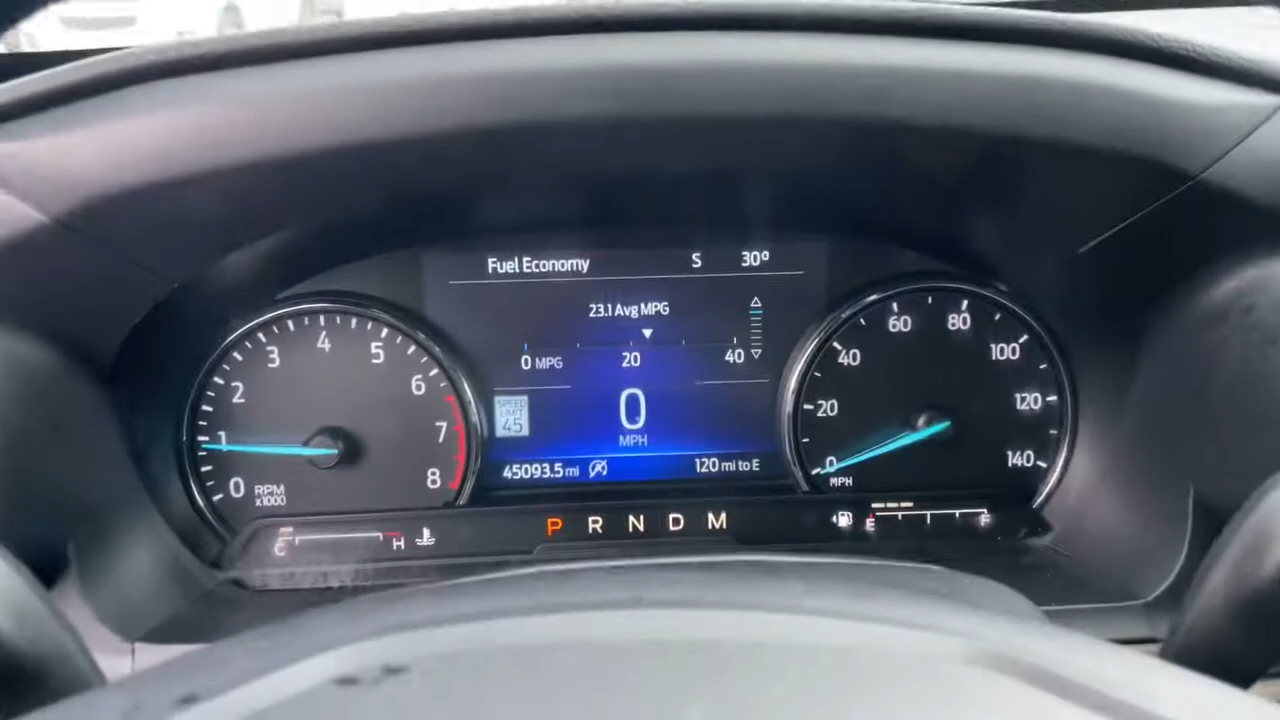 Fuel Economy S 30°
23.1 Avg MPG
0 MPG 20 40
SPEED
LIMIT
45
0
MPH
45093.5 mi 120 mi to E
0 1 2 3 4 5 6 7 8
RPM
x1000
0 20 40 60 80 100 120 140
MPH
C H
P R N D M
E F